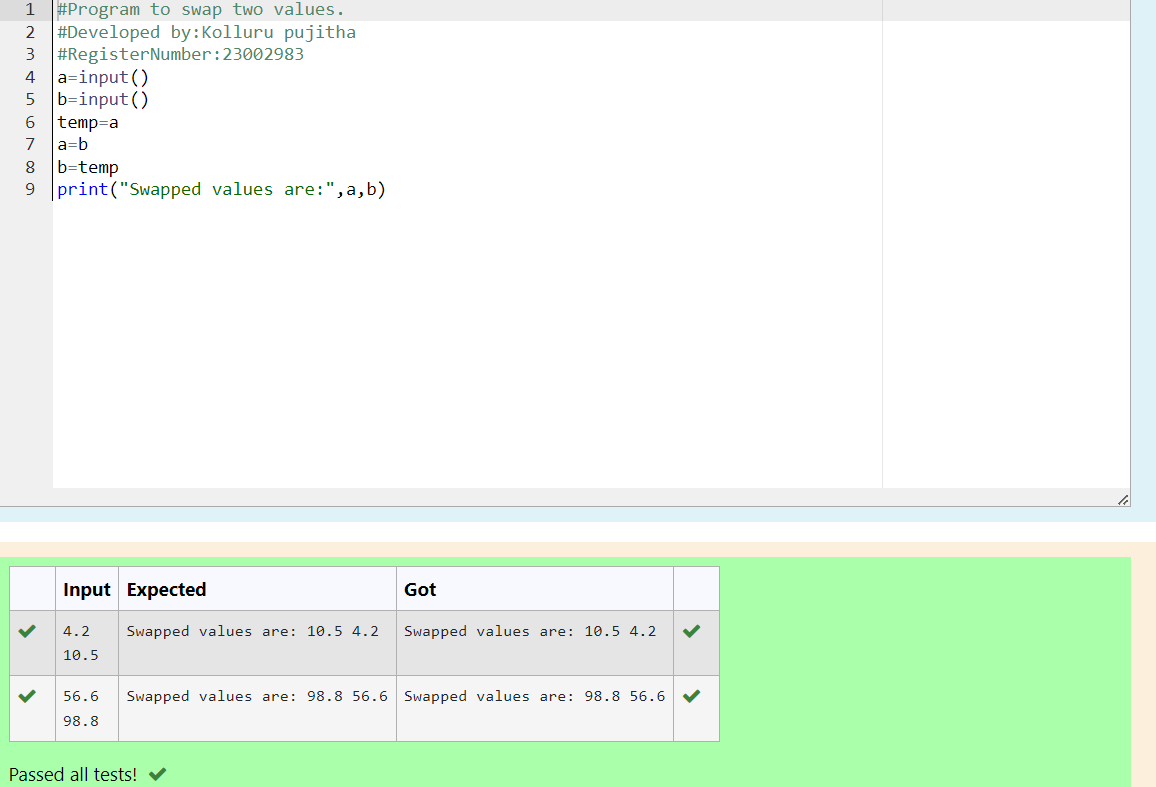 1 #Program to swap two values.
2 #Developed by:Kolluru pujitha
3 #RegisterNumber:23002983
4 a=input()
5 b=input()
6 temp=a
7 a=b
8 b=temp
9 print("Swapped values are:",a,b)
Input Expected Got
4.2 Swapped values are: 10.5 4.2 Swapped values are: 10.5 4.2
10.5
56.6 Swapped values are: 98.8 56.6 Swapped values are: 98.8 56.6
98.8
Passed all tests!